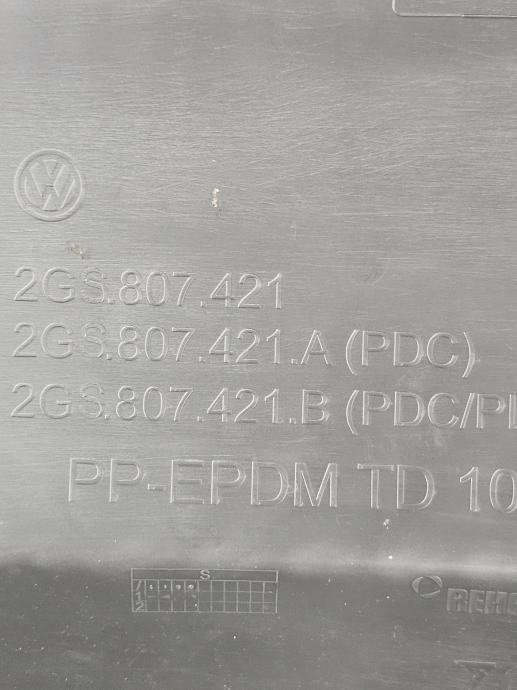 2GS.807.421
2GS.807.421.A (PDC)
2GS.807.421.B (PDC/
PP-EPDM TD 10
S